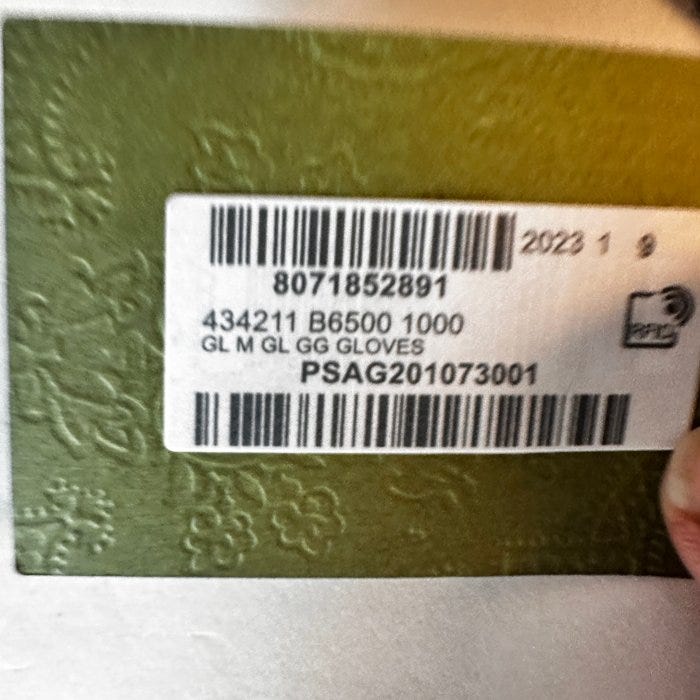 2023 1 9
8071852891
434211 B6500 1000
GL M GL GG GLOVES
PSAG201073001
RFID